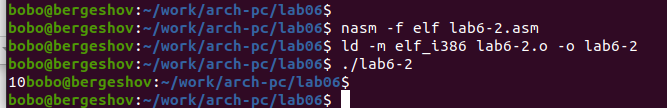 bobo@bergeshov:~/work/arch-pc/lab06$
bobo@bergeshov:~/work/arch-pc/lab06$ nasm -f elf lab6-2.asm
bobo@bergeshov:~/work/arch-pc/lab06$ ld -m elf_i386 lab6-2.o -o lab6-2
bobo@bergeshov:~/work/arch-pc/lab06$ ./lab6-2
10bobo@bergeshov:~/work/arch-pc/lab06$
bobo@bergeshov:~/work/arch-pc/lab06$